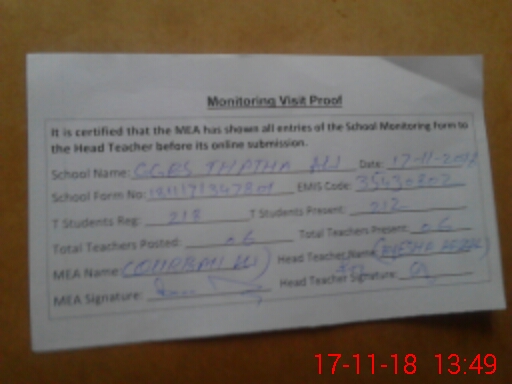 Monitoring Visit Proof
It is certified that the MEA has shown all entries of the School Monitoring Form to
the Head Teacher before its online submission.
School Name: GGES THATHA Date: 17-11-2018
School Form No: EMIS Code:
T Students Reg: 218 T Students Present: 212
Total Teachers Posted: 06 Total Teachers Present: 06
MEA Name: Head Teacher Name:
MEA Signature: Head Teacher Signature:
17-11-18 13:49